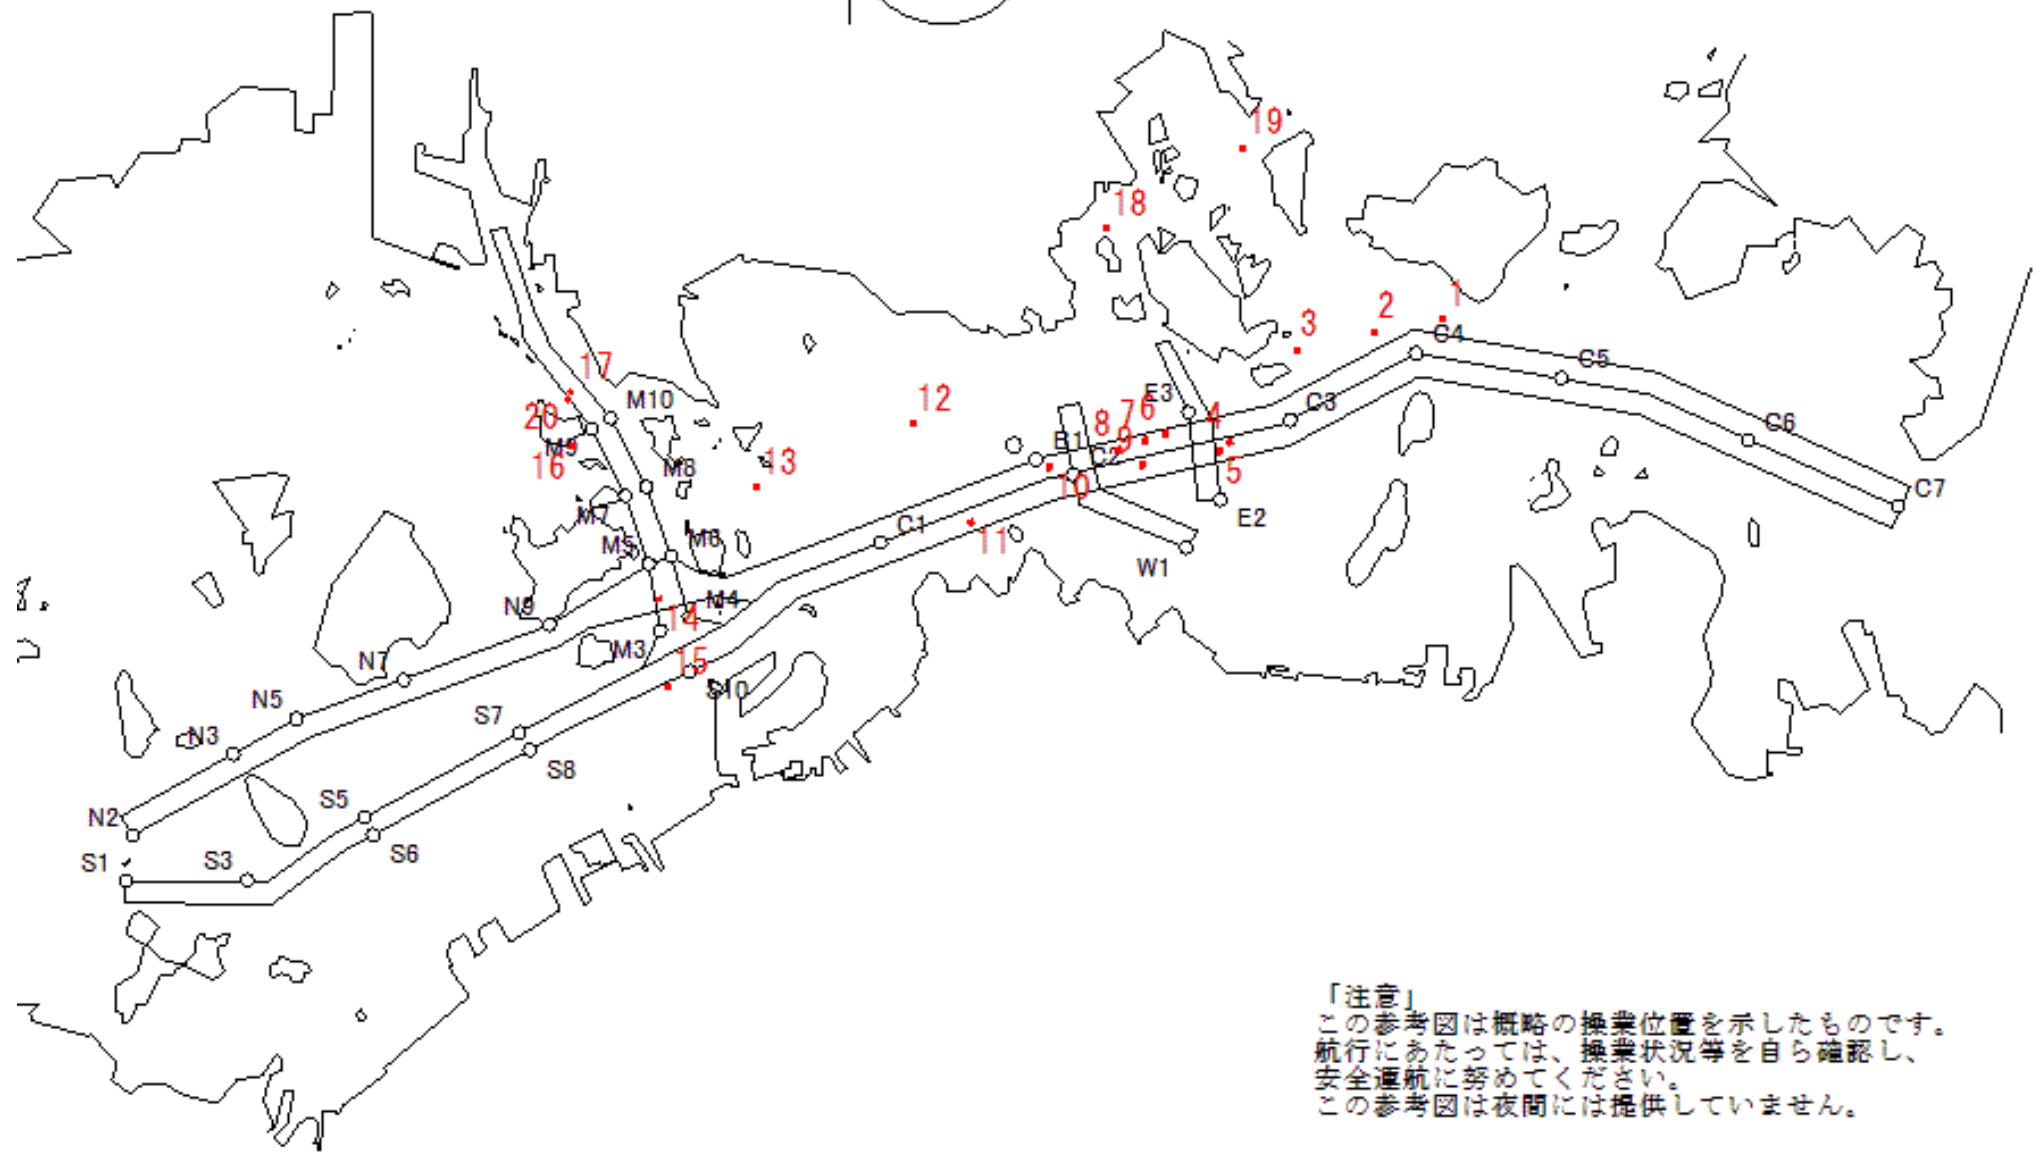 19
18
1
2
3
C4
C5
17
M10
12
E3
7
6
4
C3
20
8
9
B1
C2
C6
M9
16
M8
13
10
5
C7
M7
C1
E2
M5
M6
11
W1
N9
M4
14
M3
N7
15
S10
N5
S7
N3
S8
N2
S5
S1
S3
S6
「注意」
この参考図は概略の操業位置を示したものです。
航行にあたっては、操業状況等を自ら確認し、
安全運航に努めてください。
この参考図は夜間には提供していません。